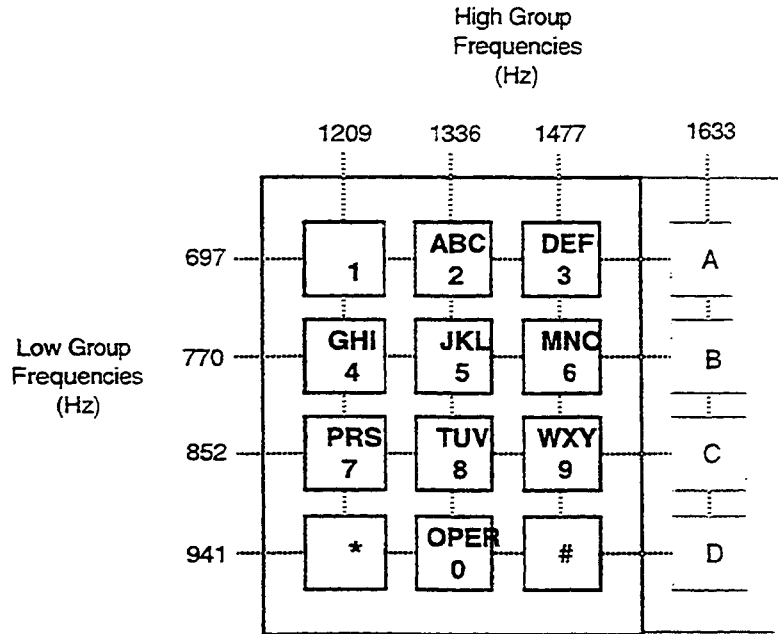 High Group
Frequencies
(Hz)
1209 1336 1477 1633
697
1
ABC
2
DEF
3
A
Low Group
Frequencies
(Hz)
770
GHI
4
JKL
5
MNO
6
B
852
PRS
7
TUV
8
WXY
9
C
941
*
OPER
0
#
D